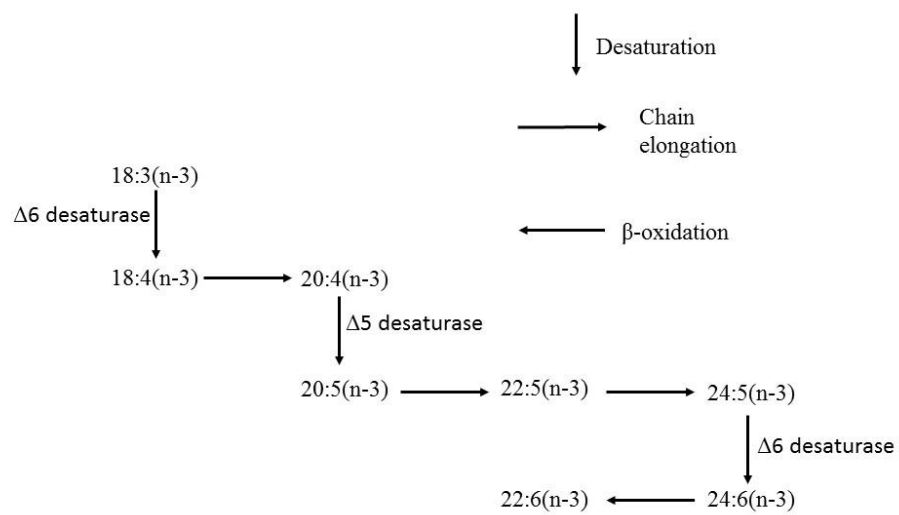 Desaturation
Chain
elongation
18:3(n-3)
Δ6 desaturase
β-oxidation
18:4(n-3)
20:4(n-3)
Δ5 desaturase
20:5(n-3)
22:5(n-3)
24:5(n-3)
Δ6 desaturase
22:6(n-3)
24:6(n-3)